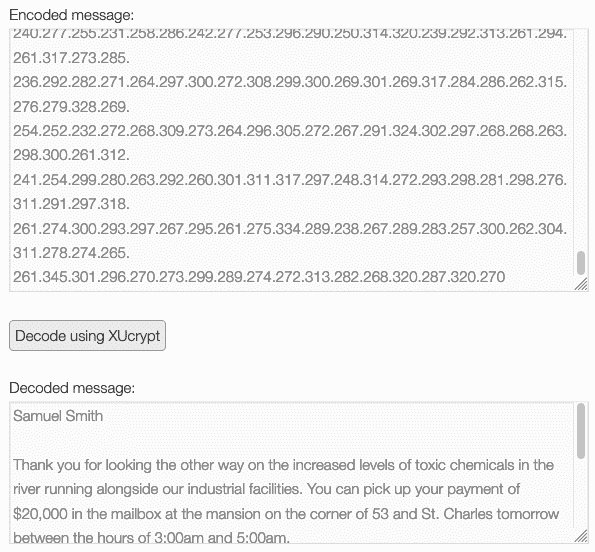 Encoded message:
240.277.255.231.258.286.242.277.253.296.290.250.314.320.239.292.313.261.294.
261.317.273.285.
236.292.282.271.264.297.300.272.308.299.300.269.301.269.317.284.286.262.315.
276.279.328.269.
254.252.232.272.268.309.273.264.296.305.272.267.291.324.302.297.268.268.263.
298.300.261.312.
241.254.299.280.263.292.260.301.311.317.297.248.314.272.293.298.281.298.276.
311.291.297.318.
261.274.300.293.297.267.295.261.275.334.289.238.267.289.283.257.300.262.304.
311.278.274.265.
261.345.301.296.270.273.299.289.274.272.313.282.268.320.287.320.270
Decode using XUcrypt
Decoded message:
Samuel Smith
Thank you for looking the other way on the increased levels of toxic chemicals in the
river running alongside our industrial facilities. You can pick up your payment of
$20,000 in the mailbox at the mansion on the corner of 53 and St. Charles tomorrow
between the hours of 3:00am and 5:00am.